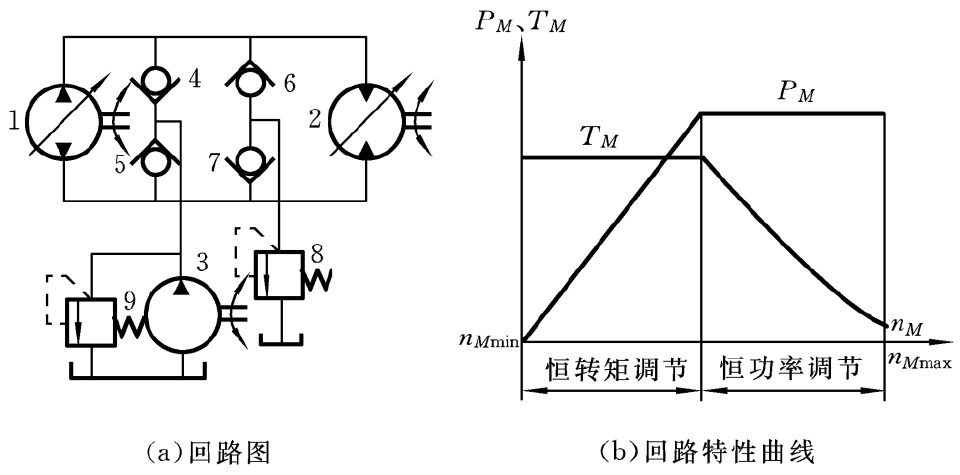 P_M、T_M
4
6
1
2
P_M
5
7
T_M
3
8
9
n_M
n_Mmin
n_Mmax
恒转矩调节
恒功率调节
(a)回路图
(b)回路特性曲线